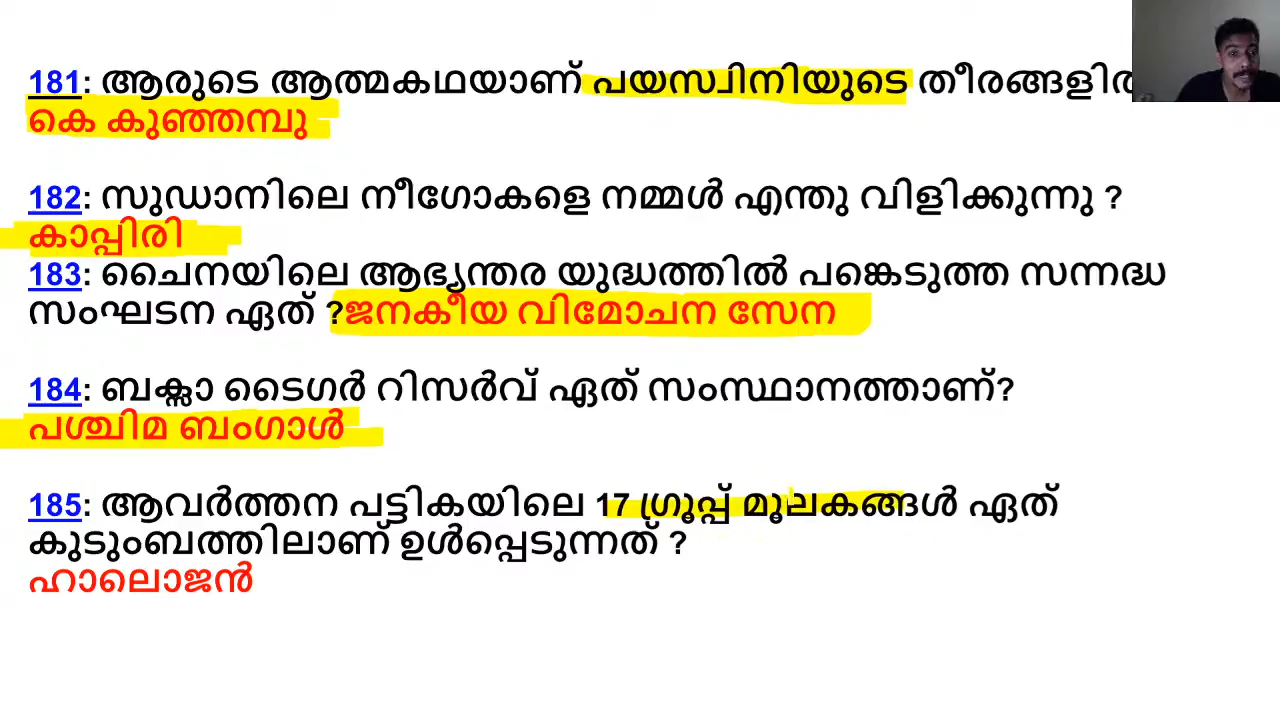 181: ആരുടെ ആത്മകഥയാണ് പയസ്വിനിയുടെ
കെ കുഞ്ഞമ്പു
182: സുഡാനിലെ നീഗോകളെ നമ്മൾ എന്തു വിളിക്കുന്നു ?
കാപ്പിരി
183: ചൈനയിലെ ആഭ്യന്തര യുദ്ധത്തിൽ പങ്കെടുത്ത സന്നദ്ധ
സംഘടന ഏത് ?ജനകീയ വിമോചന സേന
184: ബക്സാ ടൈഗർ റിസർവ് ഏത് സംസ്ഥാനത്താണ്?
പശ്ചിമ ബംഗാൾ
185: ആവർത്തന പട്ടികയിലെ 17 ഗ്രൂപ്പ് മൂലകങ്ങൾ ഏത്
കുടുംബത്തിലാണ് ഉൾപ്പെടുന്നത് ?
ഹാലൊജൻ